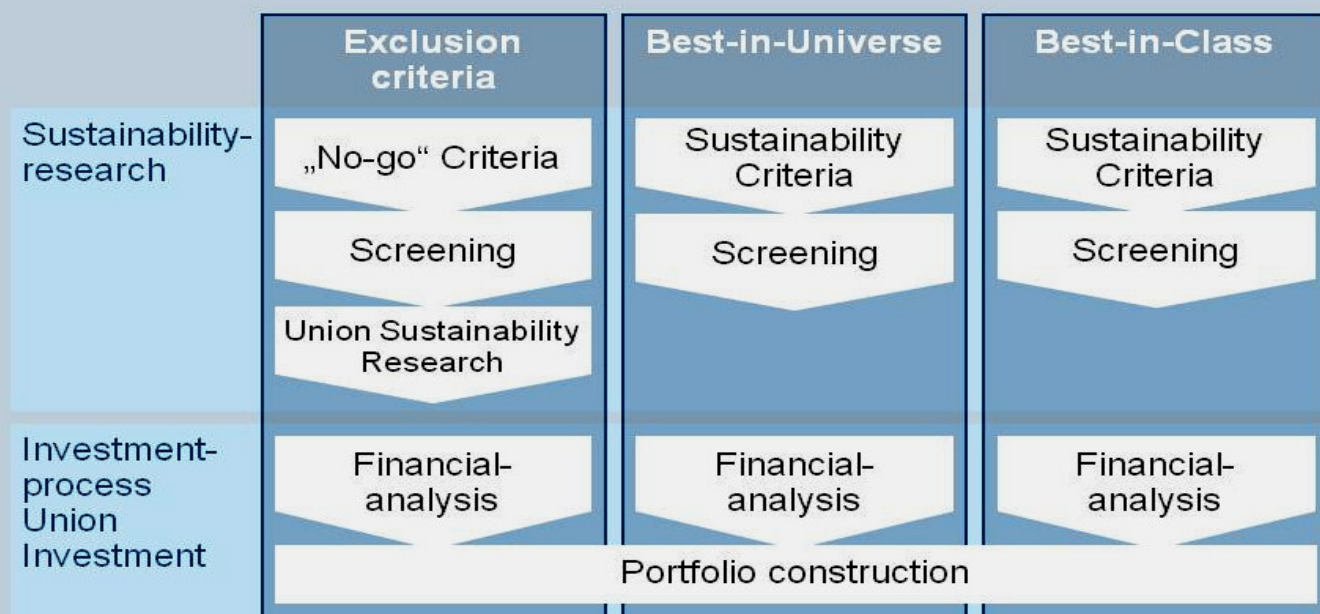 Exclusion
criteria
Best-in-Universe
Best-in-Class
Sustainability-
research
„No-go“ Criteria
Sustainability
Criteria
Sustainability
Criteria
Screening
Screening
Screening
Union Sustainability
Research
Investment-
process
Union
Investment
Financial-
analysis
Financial-
analysis
Financial-
analysis
Portfolio construction